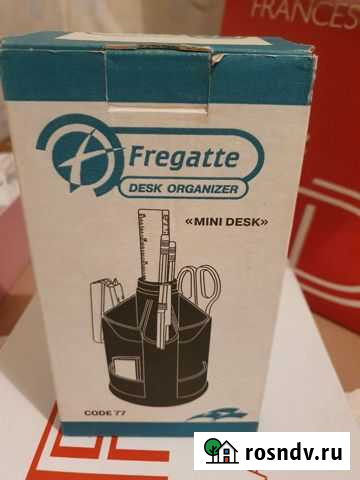 FRANCES
Fregatte
DESK ORGANIZER
«MINI DESK»
CODE 77
rosndv.ru